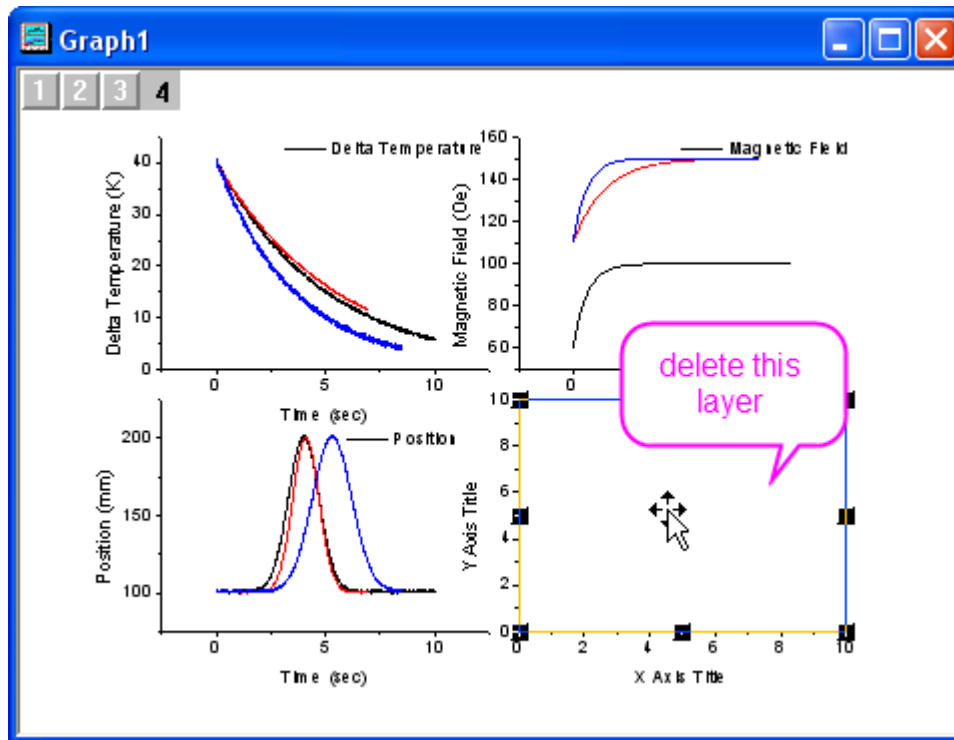 Graph1
1 2 3 4
Delta Temperature
Delta Temperature (K)
40
30
20
10
0
0 5 10
Time (sec)
Magnetic Field
Magnetic Field (Oe)
160
140
120
100
80
60
0
delete this
layer
Position
Position (mm)
200
150
100
0 5 10
Time (sec)
Y Axis Title
10
8
6
4
2
0
0 2 4 6 8 10
X Axis Title